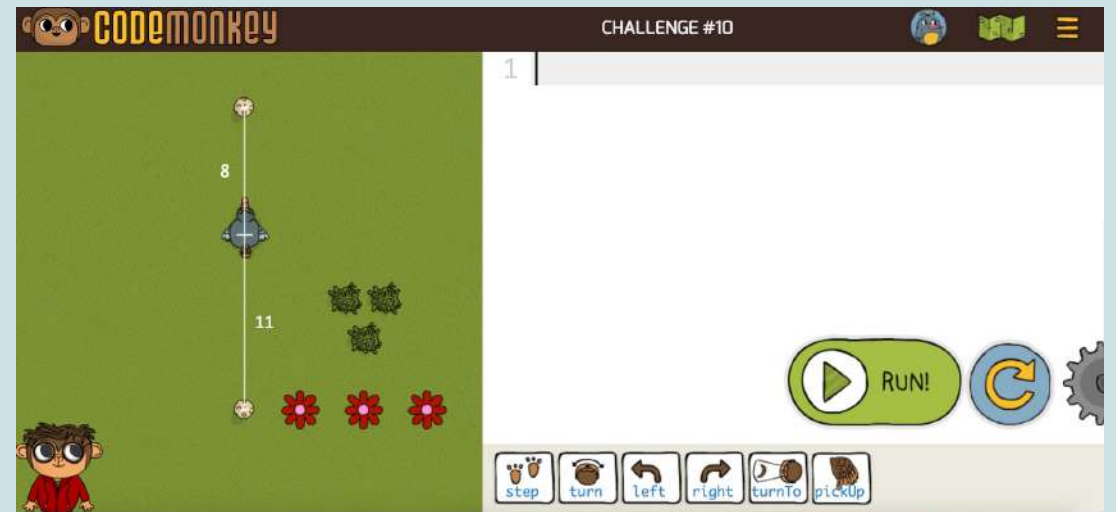 CODEMONKEY
CHALLENGE #10
1
8
11
RUN!
step
turn
left
right
turnTo
pickUp